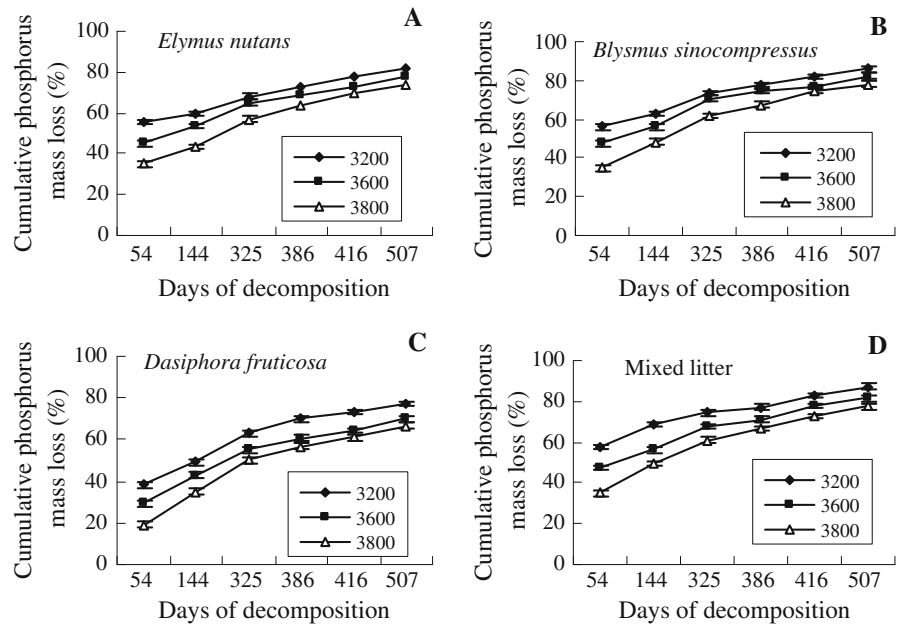 A
Elymus nutans
Cumulative phosphorus
mass loss (%)
100
80
60
40
20
0
3200
3600
3800
54 144 325 386 416 507
Days of decomposition
B
Blysmus sinocompressus
Cumulative phosphorus
mass loss (%)
100
80
60
40
20
0
3200
3600
3800
54 144 325 386 416 507
Days of decomposition
C
Dasiphora fruticosa
Cumulative phosphorus
mass loss (%)
100
80
60
40
20
0
3200
3600
3800
54 144 325 386 416 507
Days of decomposition
D
Mixed litter
Cumulative phosphorus
mass loss (%)
100
80
60
40
20
0
3200
3600
3800
54 144 325 386 416 507
Days of decomposition